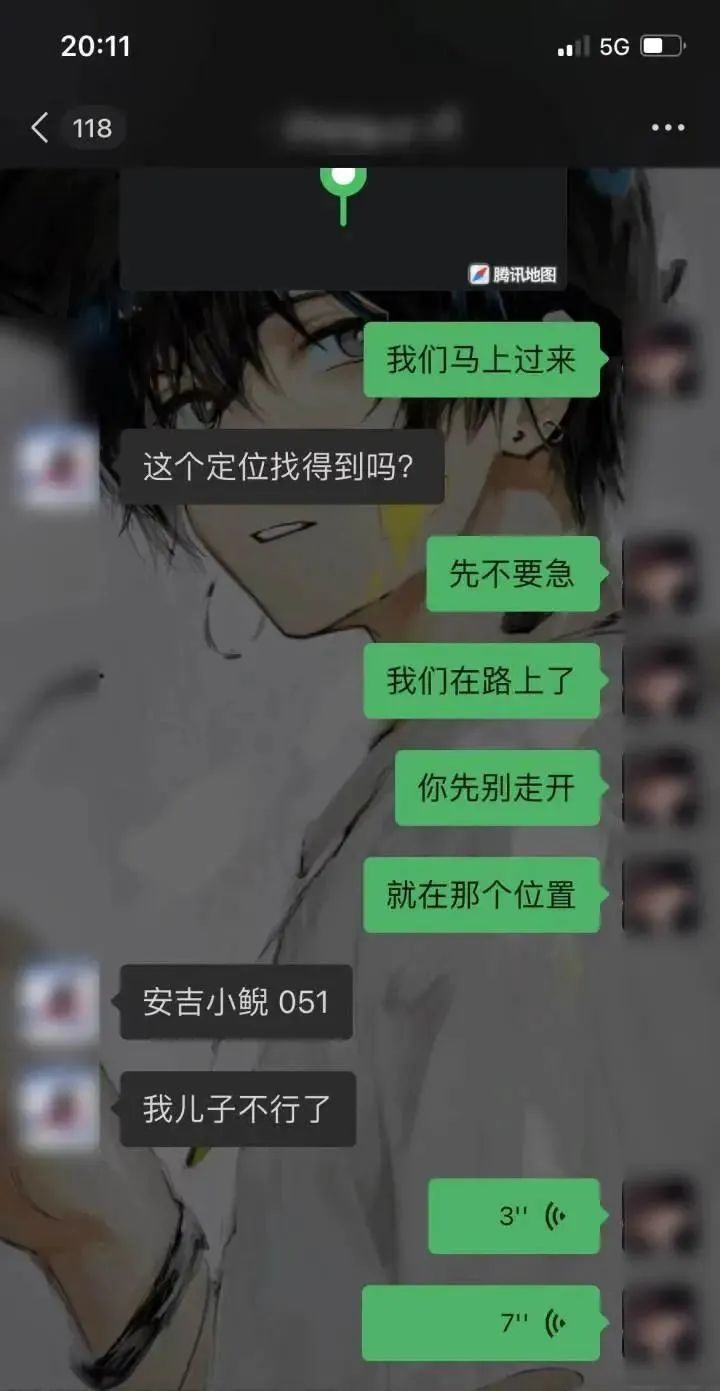 20:11
5G
118
腾讯地图
我们马上过来
这个定位找得到吗?
先不要急
我们在路上了
你先别走开
就在那个位置
安吉小鲵 051
我儿子不行了
3''
7''